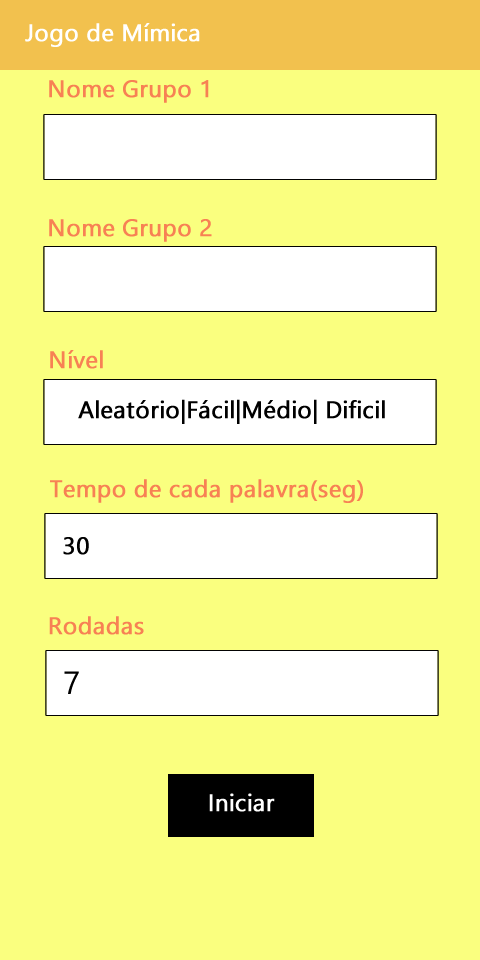 Jogo de Mímica
Nome Grupo 1
Nome Grupo 2
Nível
Aleatório|Fácil|Médio| Dificil
Tempo de cada palavra(seg)
30
Rodadas
7
Iniciar